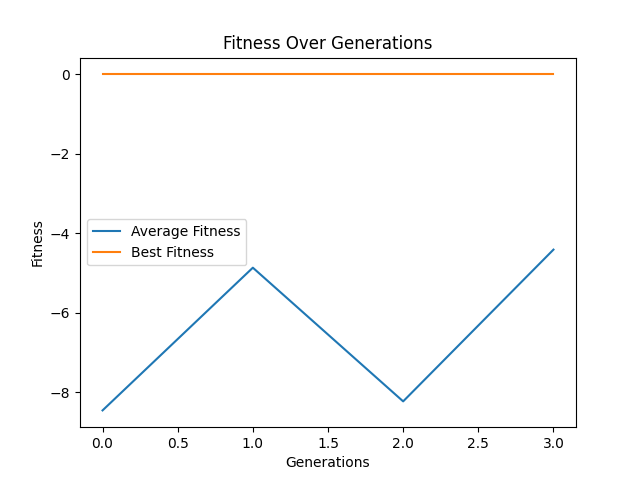 Fitness Over Generations
Fitness
0
−2
−4
−6
−8
Average Fitness
Best Fitness
0.0 0.5 1.0 1.5 2.0 2.5 3.0
Generations